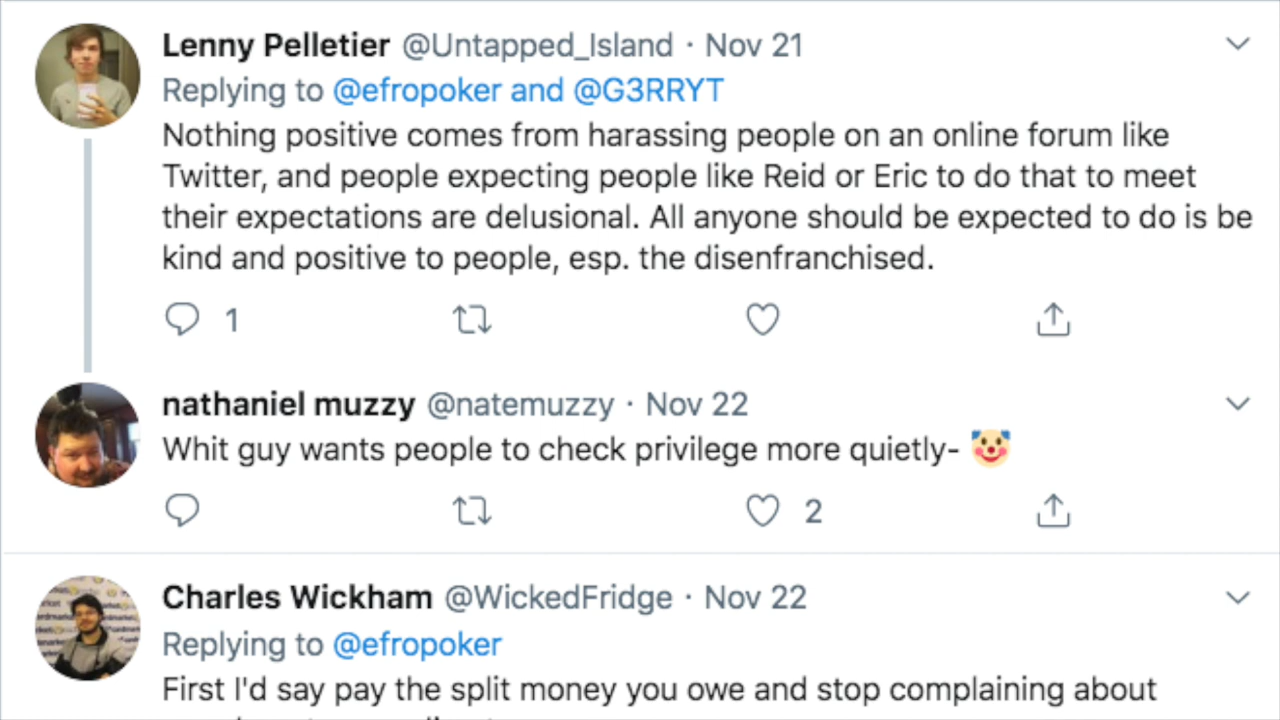 Lenny Pelletier @Untapped_Island · Nov 21
Replying to @efropoker and @G3RRYT
Nothing positive comes from harassing people on an online forum like
Twitter, and people expecting people like Reid or Eric to do that to meet
their expectations are delusional. All anyone should be expected to do is be
kind and positive to people, esp. the disenfranchised.
1
nathaniel muzzy @natemuzzy · Nov 22
Whit guy wants people to check privilege more quietly- 🤡
2
Charles Wickham @WickedFridge · Nov 22
Replying to @efropoker
First I'd say pay the split money you owe and stop complaining about